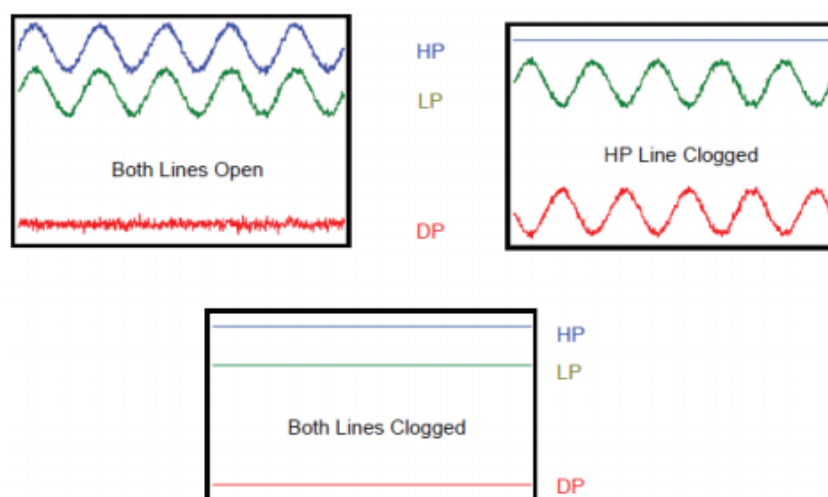 HP
LP
Both Lines Open
DP
HP Line Clogged
HP
LP
Both Lines Clogged
DP